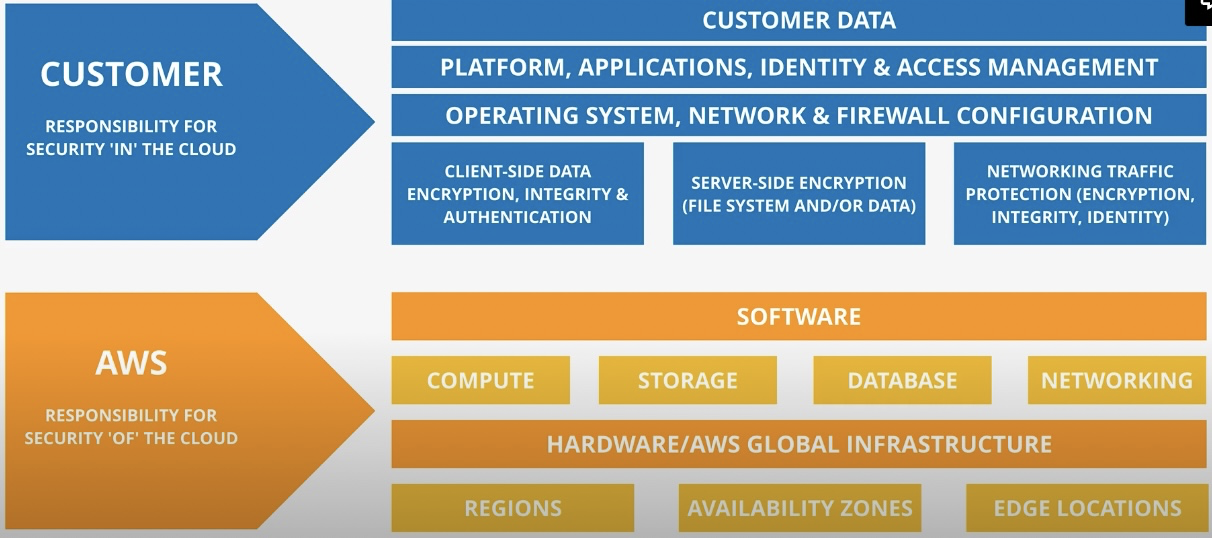 CUSTOMER
RESPONSIBILITY FOR
SECURITY 'IN' THE CLOUD
CUSTOMER DATA
PLATFORM, APPLICATIONS, IDENTITY & ACCESS MANAGEMENT
OPERATING SYSTEM, NETWORK & FIREWALL CONFIGURATION
CLIENT-SIDE DATA
ENCRYPTION, INTEGRITY &
AUTHENTICATION
SERVER-SIDE ENCRYPTION
(FILE SYSTEM AND/OR DATA)
NETWORKING TRAFFIC
PROTECTION (ENCRYPTION,
INTEGRITY, IDENTITY)
AWS
RESPONSIBILITY FOR
SECURITY 'OF' THE CLOUD
SOFTWARE
COMPUTE
STORAGE
DATABASE
NETWORKING
HARDWARE/AWS GLOBAL INFRASTRUCTURE
REGIONS
AVAILABILITY ZONES
EDGE LOCATIONS